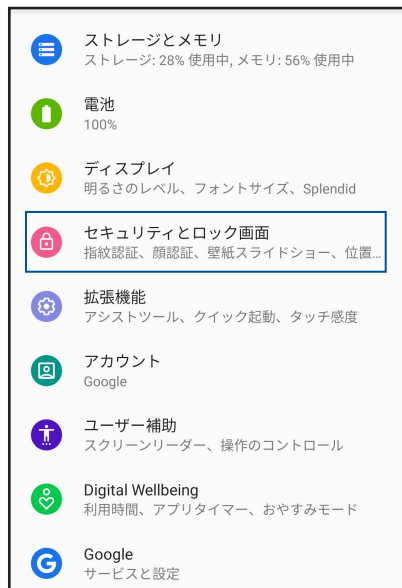 ストレージとメモリ
ストレージ: 28% 使用中, メモリ: 56% 使用中
電池
100%
ディスプレイ
明るさのレベル、フォントサイズ、Splendid
セキュリティとロック画面
指紋認証、顔認証、壁紙スライドショー、位置...
拡張機能
アシストツール、クイック起動、タッチ感度
アカウント
Google
ユーザー補助
スクリーンリーダー、操作のコントロール
Digital Wellbeing
利用時間、アプリタイマー、おやすみモード
Google
サービスと設定